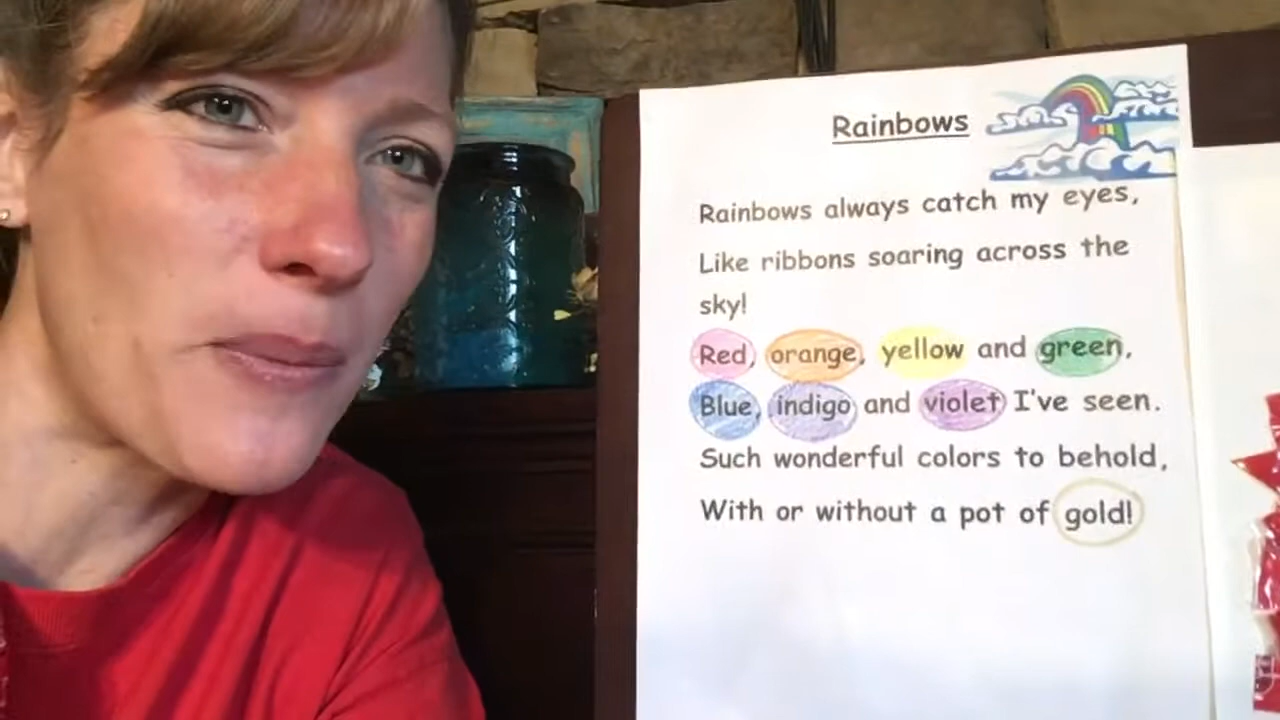 Rainbows
Rainbows always catch my eyes,
Like ribbons soaring across the
sky!
Red, orange, yellow and green,
Blue, indigo and violet I've seen.
Such wonderful colors to behold,
With or without a pot of gold!